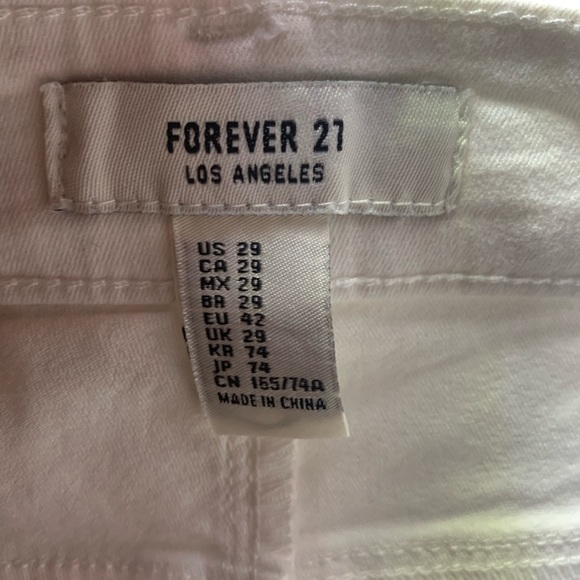 FOREVER 21
LOS ANGELES
US 29
CA 29
MX 29
BR 29
EU 42
UK 29
KR 74
JP 74
CN 165/74A
MADE IN CHINA